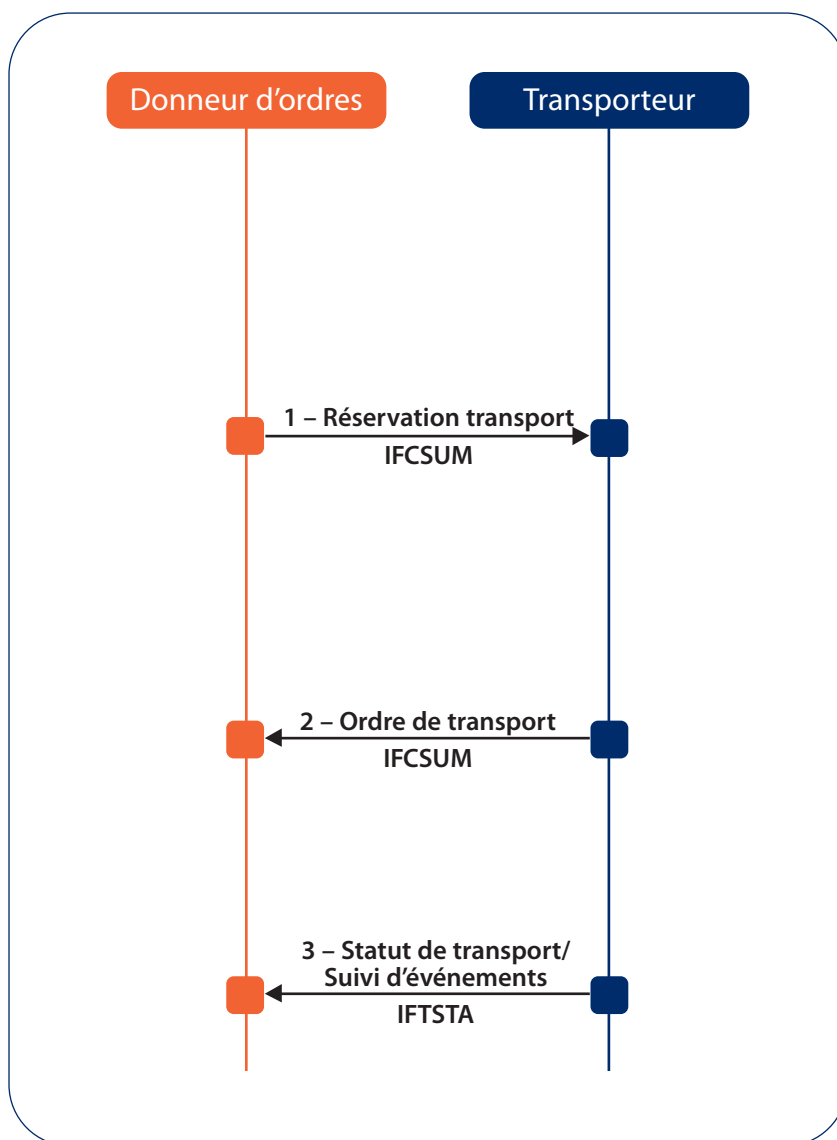 Donneur d’ordres
Transporteur
1 – Réservation transport
IFCSUM
2 – Ordre de transport
IFCSUM
3 – Statut de transport/
Suivi d’événements
IFTSTA